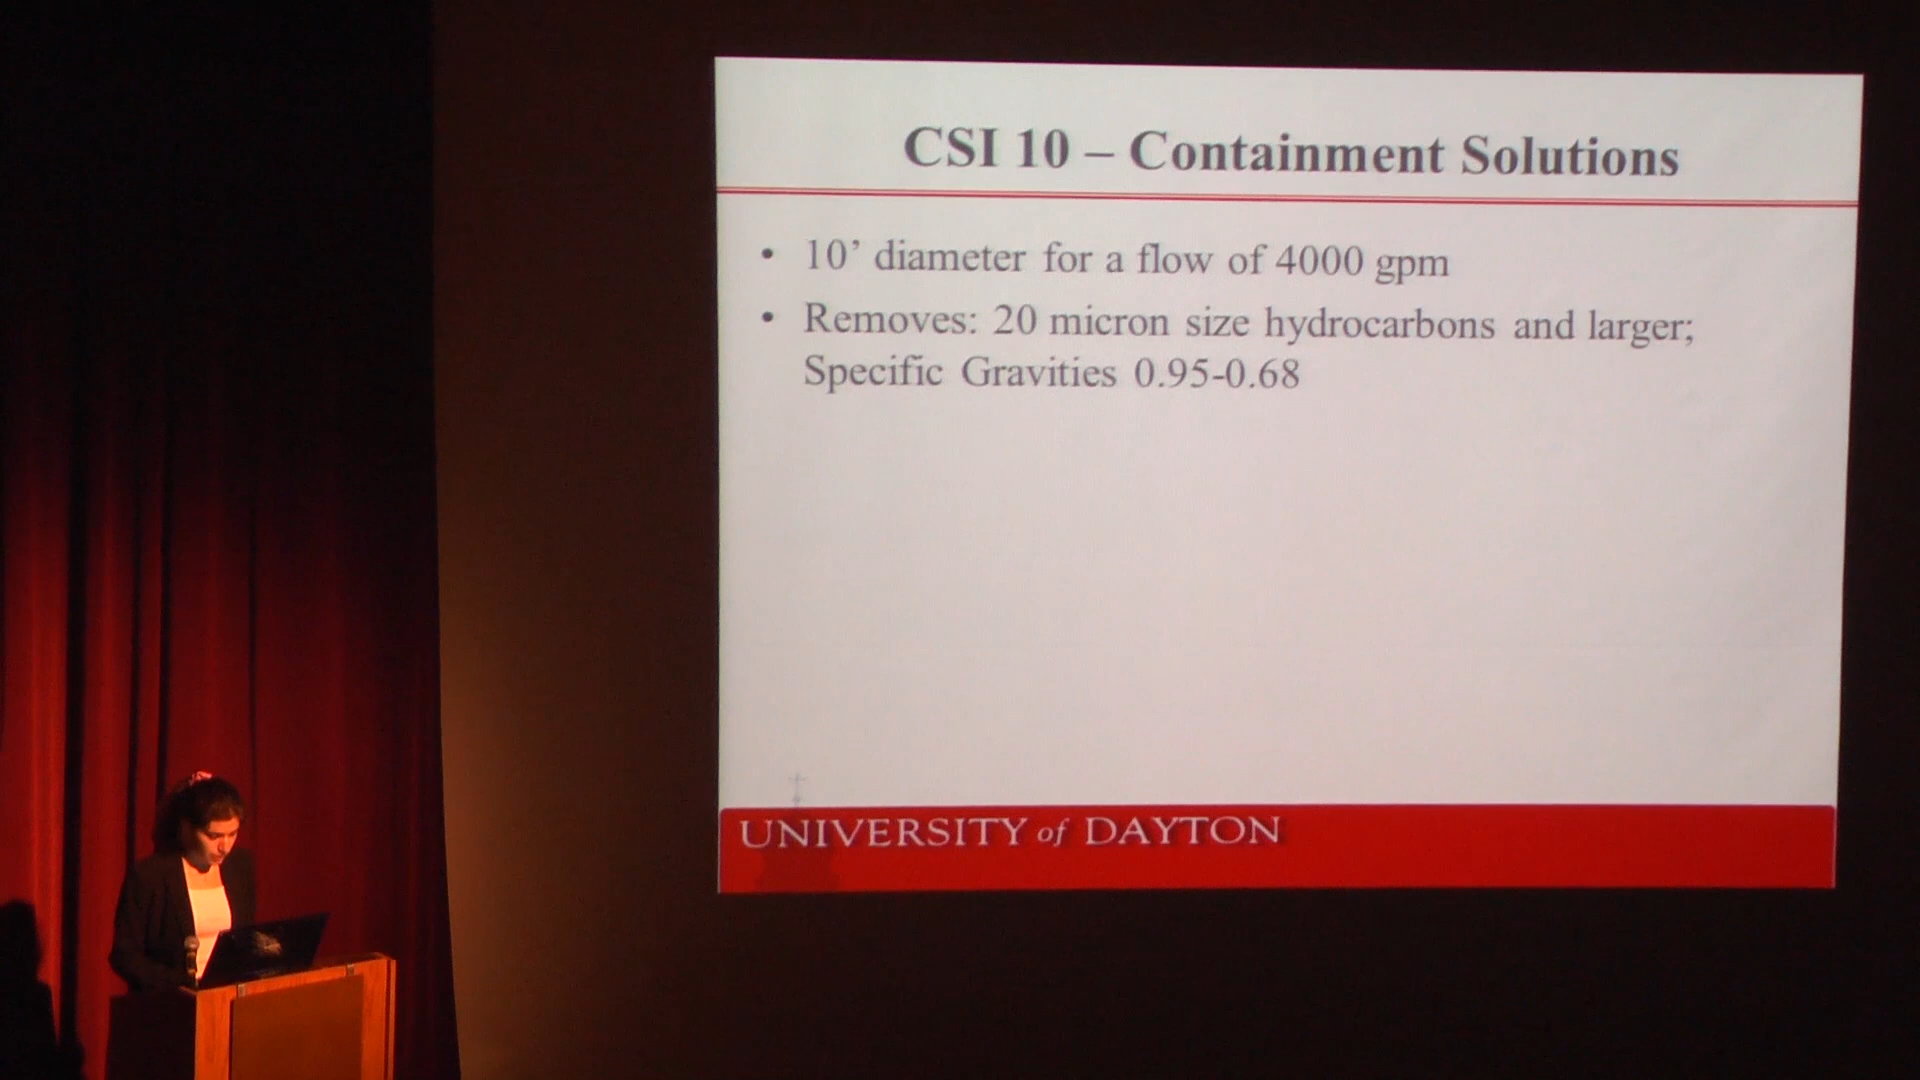 CSI 10 – Containment Solutions
• 10’ diameter for a flow of 4000 gpm
• Removes: 20 micron size hydrocarbons and larger;
Specific Gravities 0.95-0.68
UNIVERSITY of DAYTON